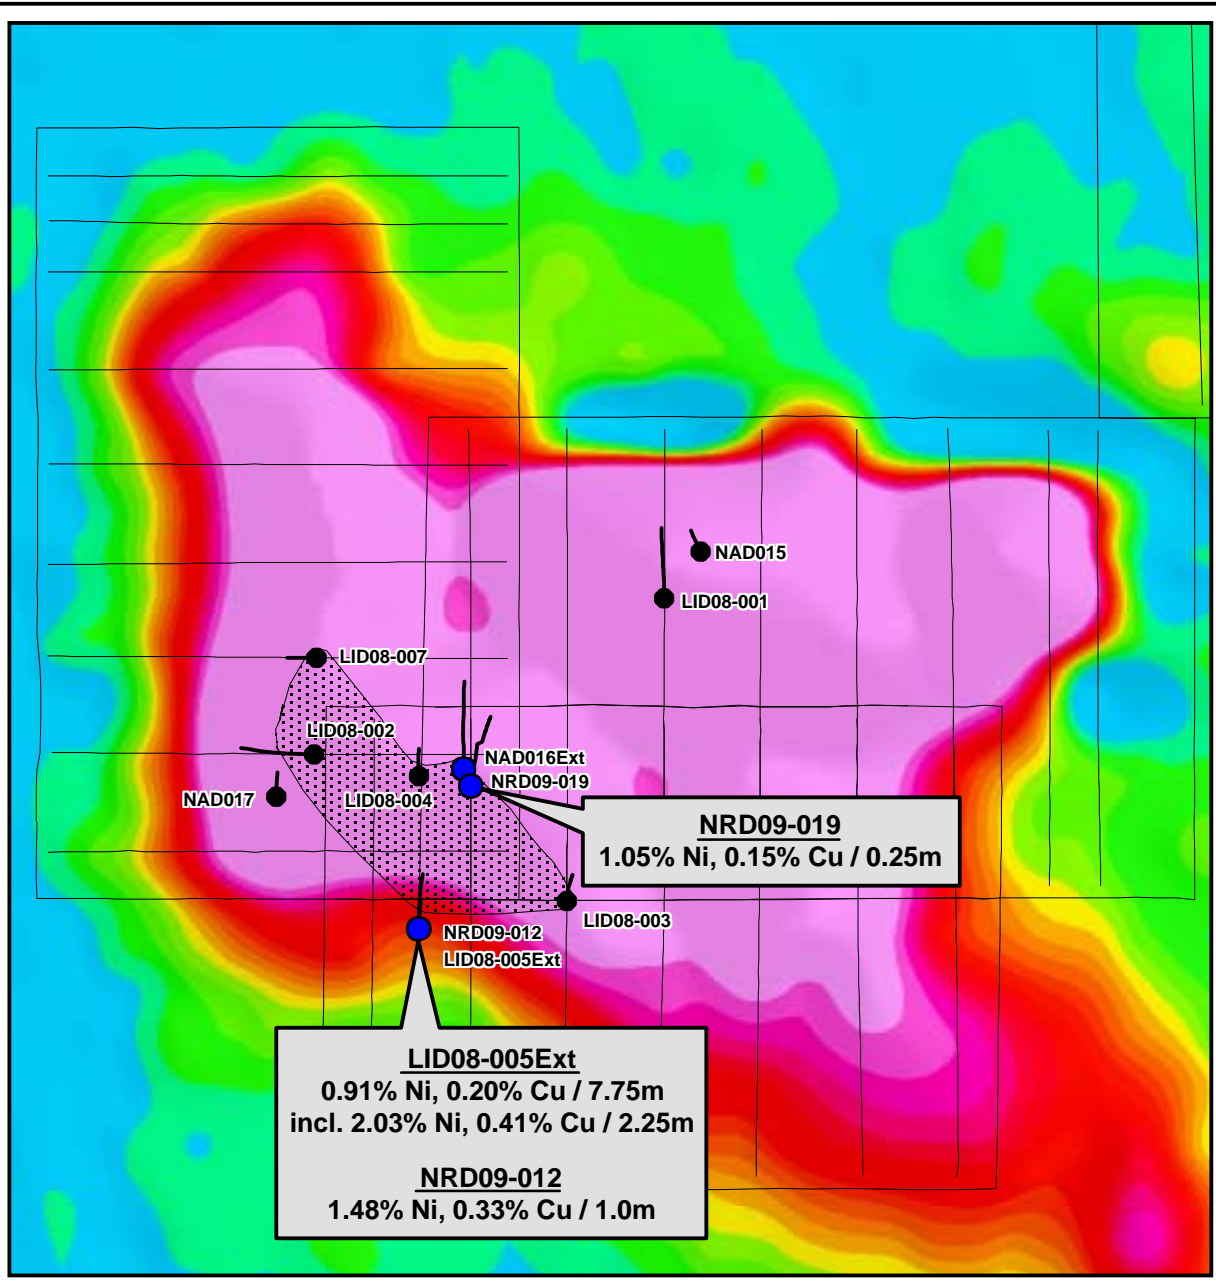 NAD015
LID08-001
LID08-007
LID08-002
NAD016Ext
NRD09-019
NAD017
LID08-004
NRD09-019
1.05% Ni, 0.15% Cu / 0.25m
LID08-003
NRD09-012
LID08-005Ext
LID08-005Ext
0.91% Ni, 0.20% Cu / 7.75m
incl. 2.03% Ni, 0.41% Cu / 2.25m
NRD09-012
1.48% Ni, 0.33% Cu / 1.0m